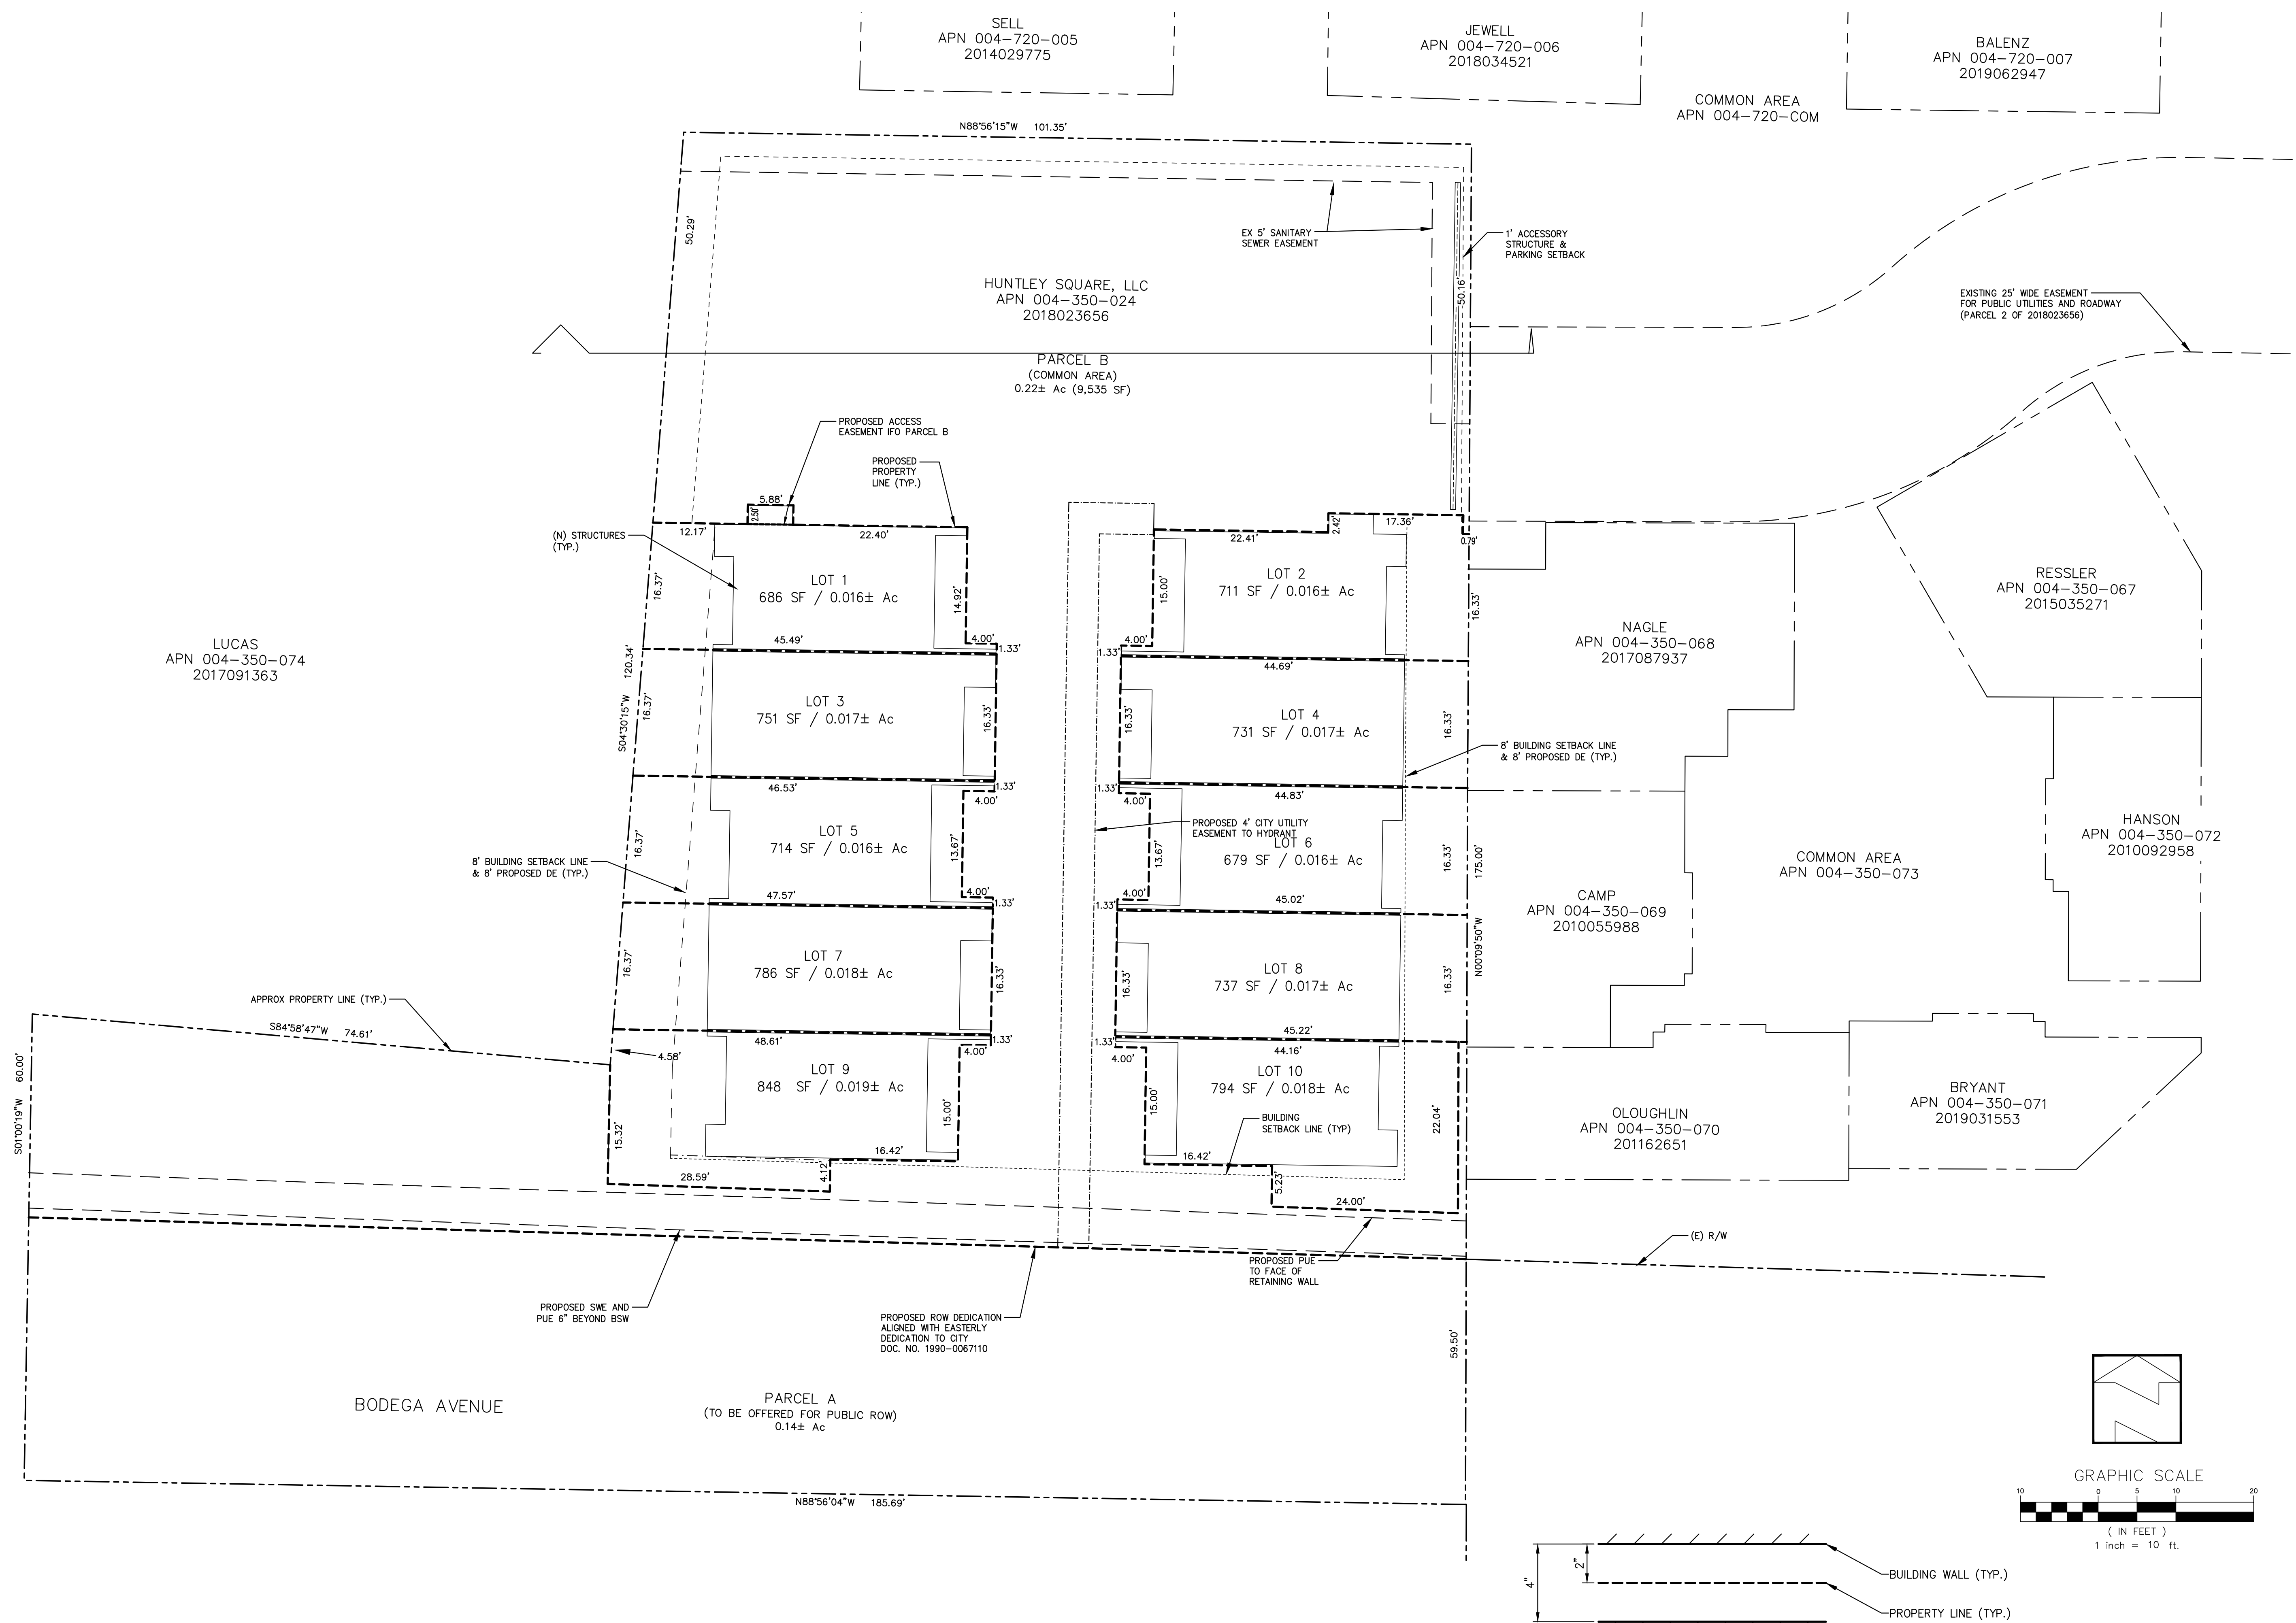 SELL
APN 004-720-005
2014029775
JEWELL
APN 004-720-006
2018034521
BALENZ
APN 004-720-007
2019062947
COMMON AREA
APN 004-720-COM
N88°56'15"W 101.35'
50.29'
EX 5' SANITARY
SEWER EASEMENT
1' ACCESSORY
STRUCTURE &
PARKING SETBACK
50.16'
HUNTLEY SQUARE, LLC
APN 004-350-024
2018023656
EXISTING 25' WIDE EASEMENT
FOR PUBLIC UTILITIES AND ROADWAY
(PARCEL 2 OF 2018023656)
PARCEL B
(COMMON AREA)
0.22± Ac (9,535 SF)
PROPOSED ACCESS
EASEMENT IFO PARCEL B
PROPOSED
PROPERTY
LINE (TYP.)
5.88'
2.50'
12.17'
22.40'
(N) STRUCTURES
(TYP.)
16.37'
LOT 1
686 SF / 0.016± Ac
14.92'
45.49'
4.00'
1.33'
22.41'
2.42'
17.36'
0.79'
15.00'
LOT 2
711 SF / 0.016± Ac
16.33'
4.00'
1.33'
44.69'
LUCAS
APN 004-350-074
2017091363
S04°30'15"W 120.34'
16.37'
LOT 3
751 SF / 0.017± Ac
16.33'
46.53'
1.33'
4.00'
16.33'
LOT 4
731 SF / 0.017± Ac
16.33'
8' BUILDING SETBACK LINE
& 8' PROPOSED DE (TYP.)
1.33'
4.00'
44.83'
NAGLE
APN 004-350-068
2017087937
RESSLER
APN 004-350-067
2015035271
HANSON
APN 004-350-072
2010092958
COMMON AREA
APN 004-350-073
CAMP
APN 004-350-069
2010055988
8' BUILDING SETBACK LINE
& 8' PROPOSED DE (TYP.)
16.37'
LOT 5
714 SF / 0.016± Ac
13.67'
47.57'
4.00'
1.33'
PROPOSED 4' CITY UTILITY
EASEMENT TO HYDRANT
13.67'
LOT 6
679 SF / 0.016± Ac
16.33'
4.00'
1.33'
45.02'
N00°09'50"W 175.00'
16.37'
LOT 7
786 SF / 0.018± Ac
16.33'
48.61'
1.33'
4.00'
16.33'
LOT 8
737 SF / 0.017± Ac
16.33'
45.22'
1.33'
4.00'
44.16'
APPROX PROPERTY LINE (TYP.)
S84°58'47"W 74.61'
S01°00'19"W 60.00'
4.58'
LOT 9
848 SF / 0.019± Ac
15.32'
15.00'
16.42'
4.12'
28.59'
LOT 10
794 SF / 0.018± Ac
15.00'
BUILDING
SETBACK LINE (TYP)
22.04'
16.42'
5.23'
24.00'
OLOUGHLIN
APN 004-350-070
201162651
BRYANT
APN 004-350-071
2019031553
(E) R/W
PROPOSED PUE
TO FACE OF
RETAINING WALL
PROPOSED SWE AND
PUE 6" BEYOND BSW
PROPOSED ROW DEDICATION
ALIGNED WITH EASTERLY
DEDICATION TO CITY
DOC. NO. 1990-0067110
59.50'
BODEGA AVENUE
PARCEL A
(TO BE OFFERED FOR PUBLIC ROW)
0.14± Ac
N88°56'04"W 185.69'
GRAPHIC SCALE
10 0 5 10 20
( IN FEET )
1 inch = 10 ft.
4"
2"
BUILDING WALL (TYP.)
PROPERTY LINE (TYP.)